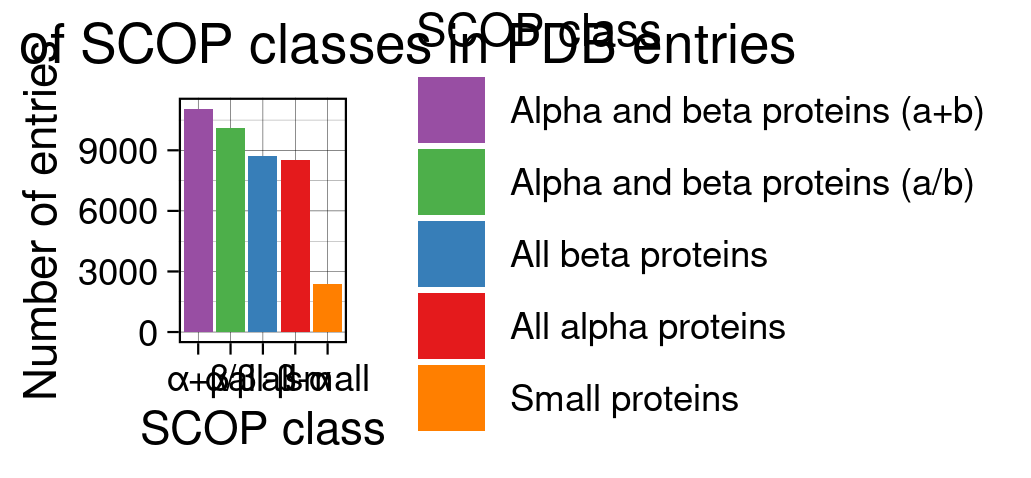 of SCOP classes in PDB entries
SCOP class
Number of entries
9000
6000
3000
0
α+β
α/β
all-β
all-α
small
SCOP class
Alpha and beta proteins (a+b)
Alpha and beta proteins (a/b)
All beta proteins
All alpha proteins
Small proteins